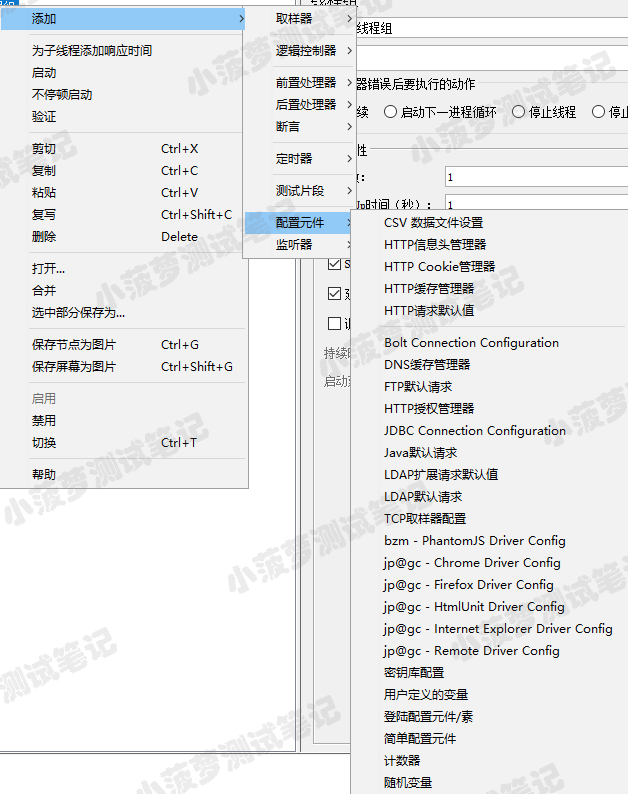 添加
为子线程添加响应时间
启动
不停顿启动
验证
剪切 Ctrl+X
复制 Ctrl+C
粘贴 Ctrl+V
复写 Ctrl+Shift+C
删除 Delete
打开...
合并
选中部分保存为...
保存节点为图片 Ctrl+G
保存屏幕为图片 Ctrl+Shift+G
启用
禁用
切换 Ctrl+T
帮助
取样器
逻辑控制器
前置处理器
后置处理器
断言
定时器
测试片段
配置元件
监听器
线程组
器错误后要执行的动作
续 启动下一进程循环 停止线程 停止
性
1
时间（秒）： 1
持续
启动
CSV 数据文件设置
HTTP信息头管理器
HTTP Cookie管理器
HTTP缓存管理器
HTTP请求默认值
Bolt Connection Configuration
DNS缓存管理器
FTP默认请求
HTTP授权管理器
JDBC Connection Configuration
Java默认请求
LDAP扩展请求默认值
LDAP默认请求
TCP取样器配置
bzm - PhantomJS Driver Config
jp@gc - Chrome Driver Config
jp@gc - Firefox Driver Config
jp@gc - HtmlUnit Driver Config
jp@gc - Internet Explorer Driver Config
jp@gc - Remote Driver Config
密钥库配置
用户定义的变量
登陆配置元件/素
简单配置元件
计数器
随机变量
小菠萝测试笔记